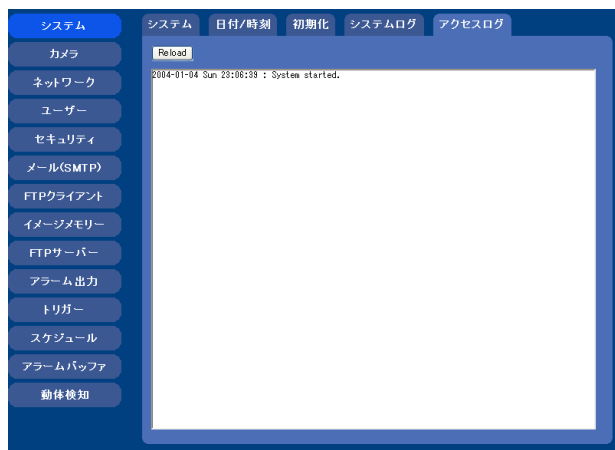 システム
カメラ
ネットワーク
ユーザー
セキュリティ
メール(SMTP)
FTPクライアント
イメージメモリー
FTPサーバー
アラーム出力
トリガー
スケジュール
アラームバッファ
動体検知
システム 日付/時刻 初期化 システムログ アクセスログ
Reload
2004-01-04 Sun 23:06:39 : System started.